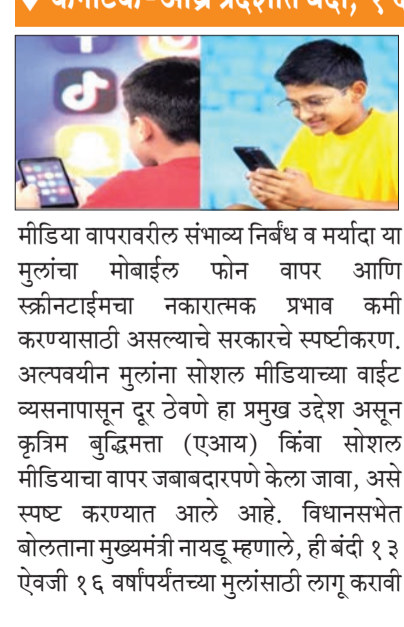 मीडिया वापरावरील संभाव्य निर्बंध व मर्यादा या
मुलांचा मोबाईल फोन वापर आणि
स्क्रीनटाईमचा नकारात्मक प्रभाव कमी
करण्यासाठी असल्याचे सरकारचे स्पष्टीकरण.
अल्पवयीन मुलांना सोशल मीडियाच्या वाईट
व्यसनापासून दूर ठेवणे हा प्रमुख उद्देश असून
कृत्रिम बुद्धिमत्ता (एआय) किंवा सोशल
मीडियाचा वापर जबाबदारपणे केला जावा, असे
स्पष्ट करण्यात आले आहे. विधानसभेत
बोलताना मुख्यमंत्री नायडू म्हणाले, ही बंदी १३
ऐवजी १६ वर्षांपर्यंतच्या मुलांसाठी लागू करावी